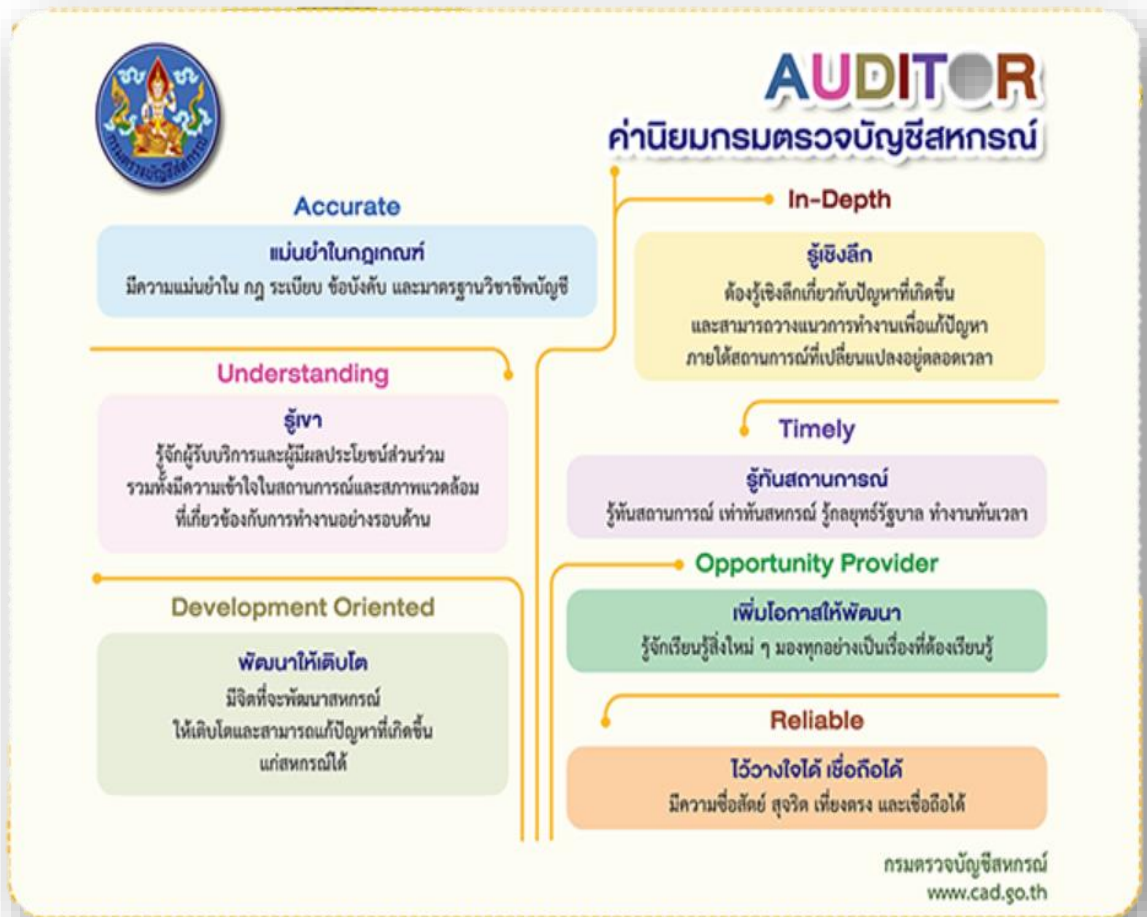 AUDITOR
ค่านิยมกรมตรวจบัญชีสหกรณ์
กรมตรวจบัญชีสหกรณ์
Accurate
แม่นยำในกฎเกณฑ์
มีความแม่นยำใน กฎ ระเบียบ ข้อบังคับ และมาตรฐานวิชาชีพบัญชี
Understanding
รู้เขา
รู้จักผู้รับบริการและผู้มีผลประโยชน์ส่วนร่วม
รวมทั้งมีความเข้าใจในสถานการณ์และสภาพแวดล้อม
ที่เกี่ยวข้องกับการทำงานอย่างรอบด้าน
Development Oriented
พัฒนาให้เติบโต
มีจิตที่จะพัฒนาสหกรณ์
ให้เติบโตและสามารถแก้ปัญหาที่เกิดขึ้น
แก่สหกรณ์ได้
In-Depth
รู้เชิงลึก
ต้องรู้เชิงลึกเกี่ยวกับปัญหาที่เกิดขึ้น
และสามารถวางแนวการทำงานเพื่อแก้ปัญหา
ภายใต้สถานการณ์ที่เปลี่ยนแปลงอยู่ตลอดเวลา
Timely
รู้ทันสถานการณ์
รู้ทันสถานการณ์ เท่าทันสหกรณ์ รู้กลยุทธ์รัฐบาล ทำงานทันเวลา
Opportunity Provider
เพิ่มโอกาสให้พัฒนา
รู้จักเรียนรู้สิ่งใหม่ ๆ มองทุกอย่างเป็นเรื่องที่ต้องเรียนรู้
Reliable
ไว้วางใจได้ เชื่อถือได้
มีความซื่อสัตย์ สุจริต เที่ยงตรง และเชื่อถือได้
กรมตรวจบัญชีสหกรณ์
www.cad.go.th